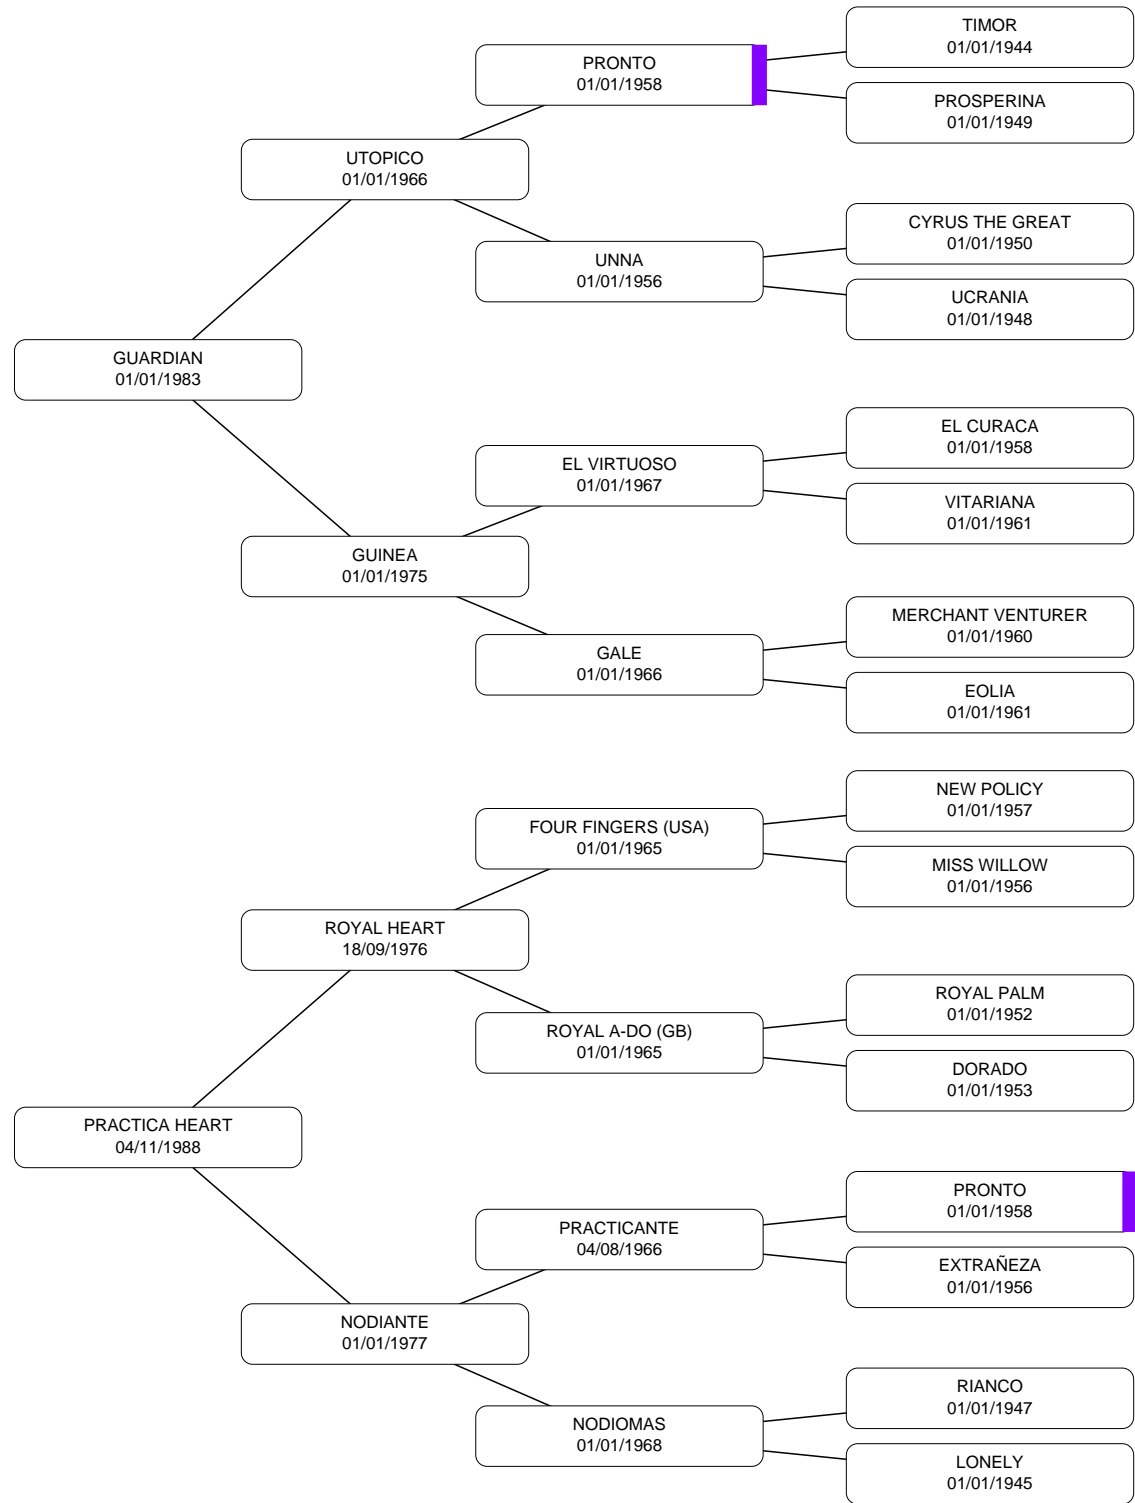 TIMOR
01/01/1944
PRONTO
01/01/1958
PROSPERINA
01/01/1949
UTOPICO
01/01/1966
CYRUS THE GREAT
01/01/1950
UNNA
01/01/1956
UCRANIA
01/01/1948
GUARDIAN
01/01/1983
EL CURACA
01/01/1958
EL VIRTUOSO
01/01/1967
VITARIANA
01/01/1961
GUINEA
01/01/1975
MERCHANT VENTURER
01/01/1960
GALE
01/01/1966
EOLIA
01/01/1961
NEW POLICY
01/01/1957
FOUR FINGERS (USA)
01/01/1965
MISS WILLOW
01/01/1956
ROYAL HEART
18/09/1976
ROYAL PALM
01/01/1952
ROYAL A-DO (GB)
01/01/1965
DORADO
01/01/1953
PRACTICA HEART
04/11/1988
PRONTO
01/01/1958
PRACTICANTE
04/08/1966
EXTRAÑEZA
01/01/1956
NODIANTE
01/01/1977
RIANCO
01/01/1947
NODIOMAS
01/01/1968
LONELY
01/01/1945